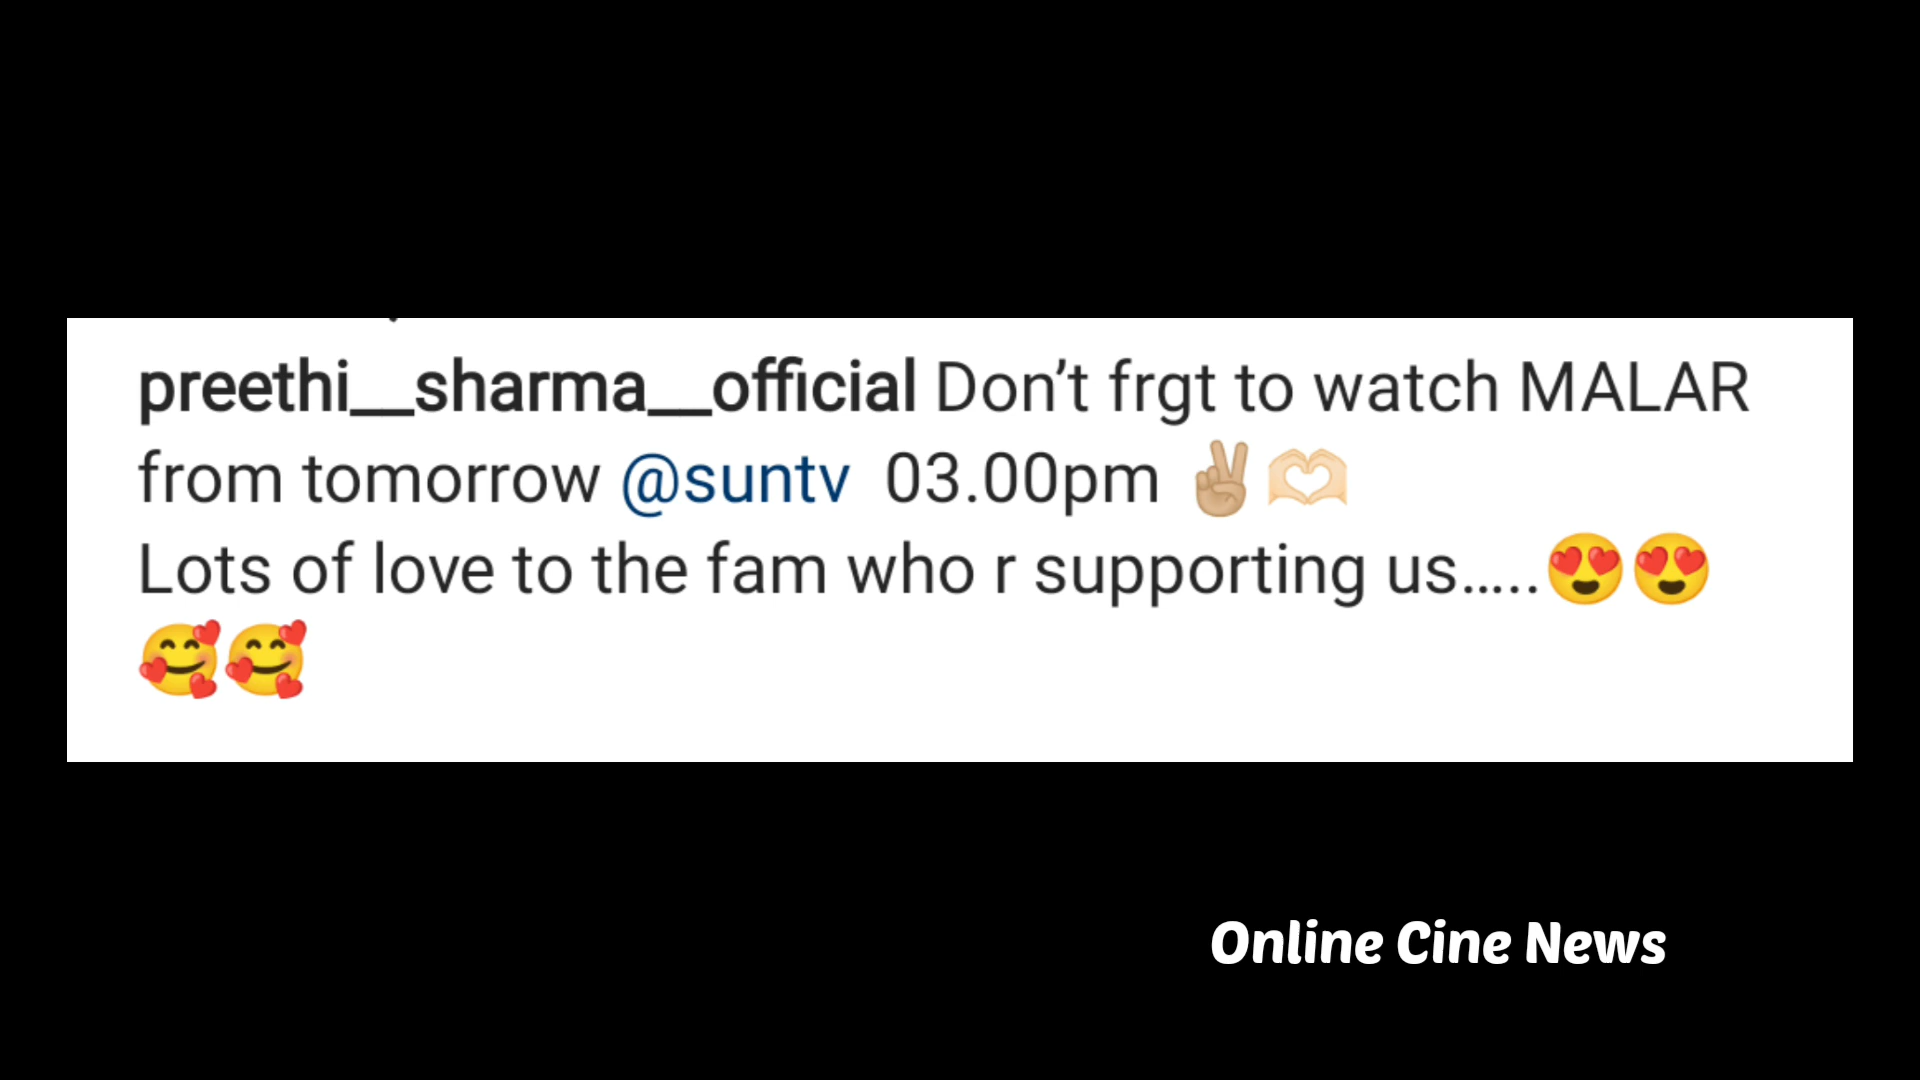 preethi__sharma__official Don’t frgt to watch MALAR
from tomorrow @suntv 03.00pm ✌🏼🫶🏻
Lots of love to the fam who r supporting us.....😍😍
🥰🥰
Online Cine News